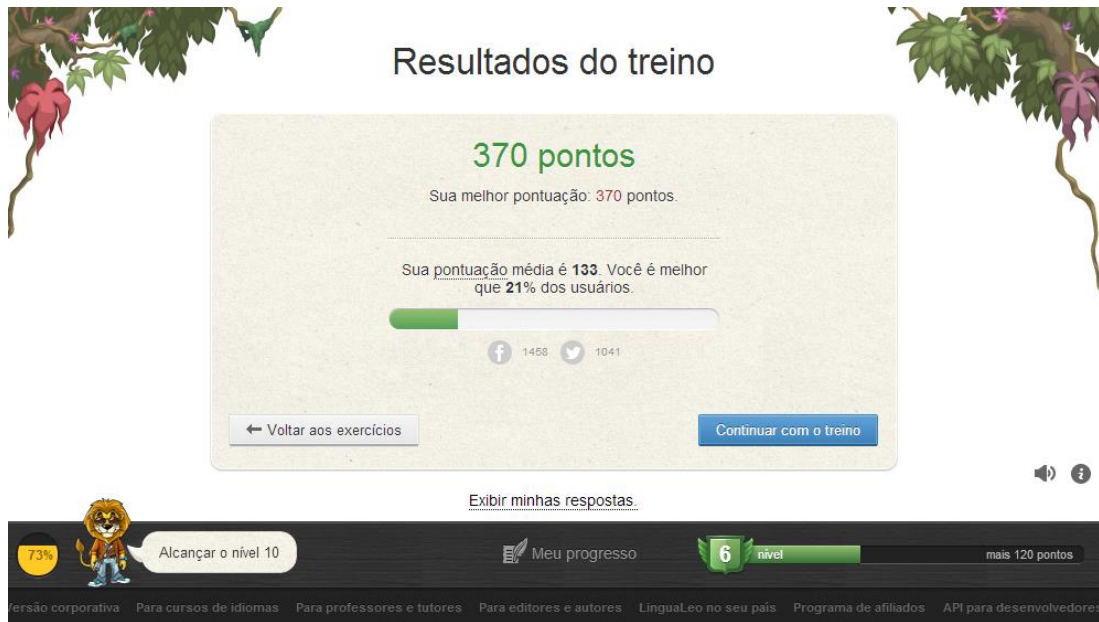 Resultados do treino
370 pontos
Sua melhor pontuação: 370 pontos.
Sua pontuação média é 133. Você é melhor
que 21% dos usuários.
1458 1041
Voltar aos exercícios Continuar com o treino
Exibir minhas respostas.
73% Alcançar o nível 10 Meu progresso 6 nível mais 120 pontos
Versão corporativa Para cursos de idiomas Para professores e tutores Para editores e autores LinguaLeo no seu país Programa de afiliados API para desenvolvedores